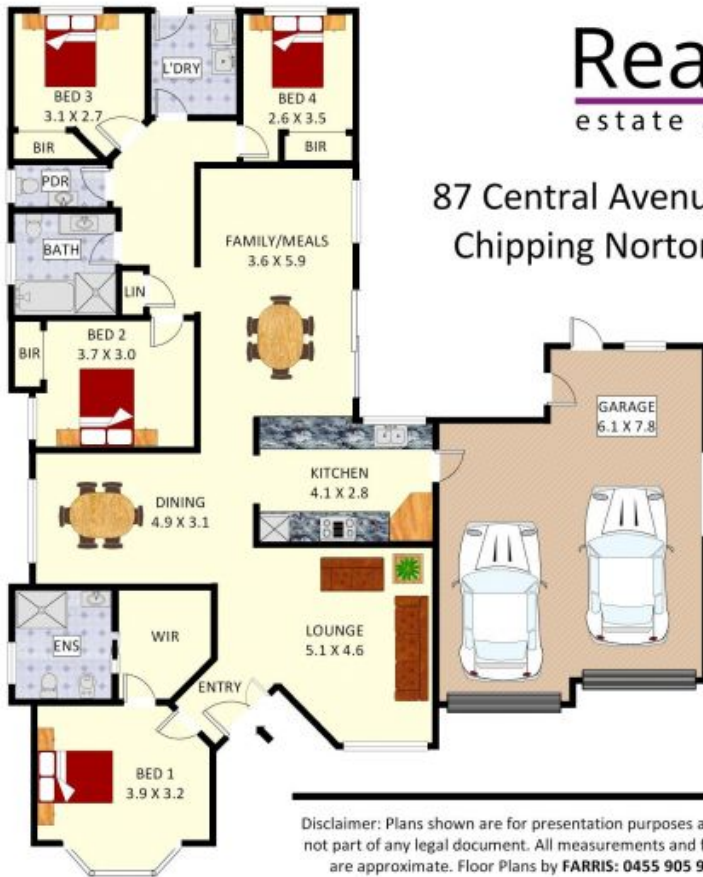 BED 3
3.1 X 2.7
BIR
L'DRY
BED 4
2.6 X 3.5
BIR
PDR
BATH
LIN
FAMILY/MEALS
3.6 X 5.9
BED 2
3.7 X 3.0
BIR
KITCHEN
4.1 X 2.8
DINING
4.9 X 3.1
GARAGE
6.1 X 7.8
ENS
WIR
LOUNGE
5.1 X 4.6
ENTRY
BED 1
3.9 X 3.2
Rea
estate
87 Central Avenu
Chipping Norton
Disclaimer: Plans shown are for presentation purposes a
not part of any legal document. All measurements and f
are approximate. Floor Plans by FARRIS: 0455 905 9